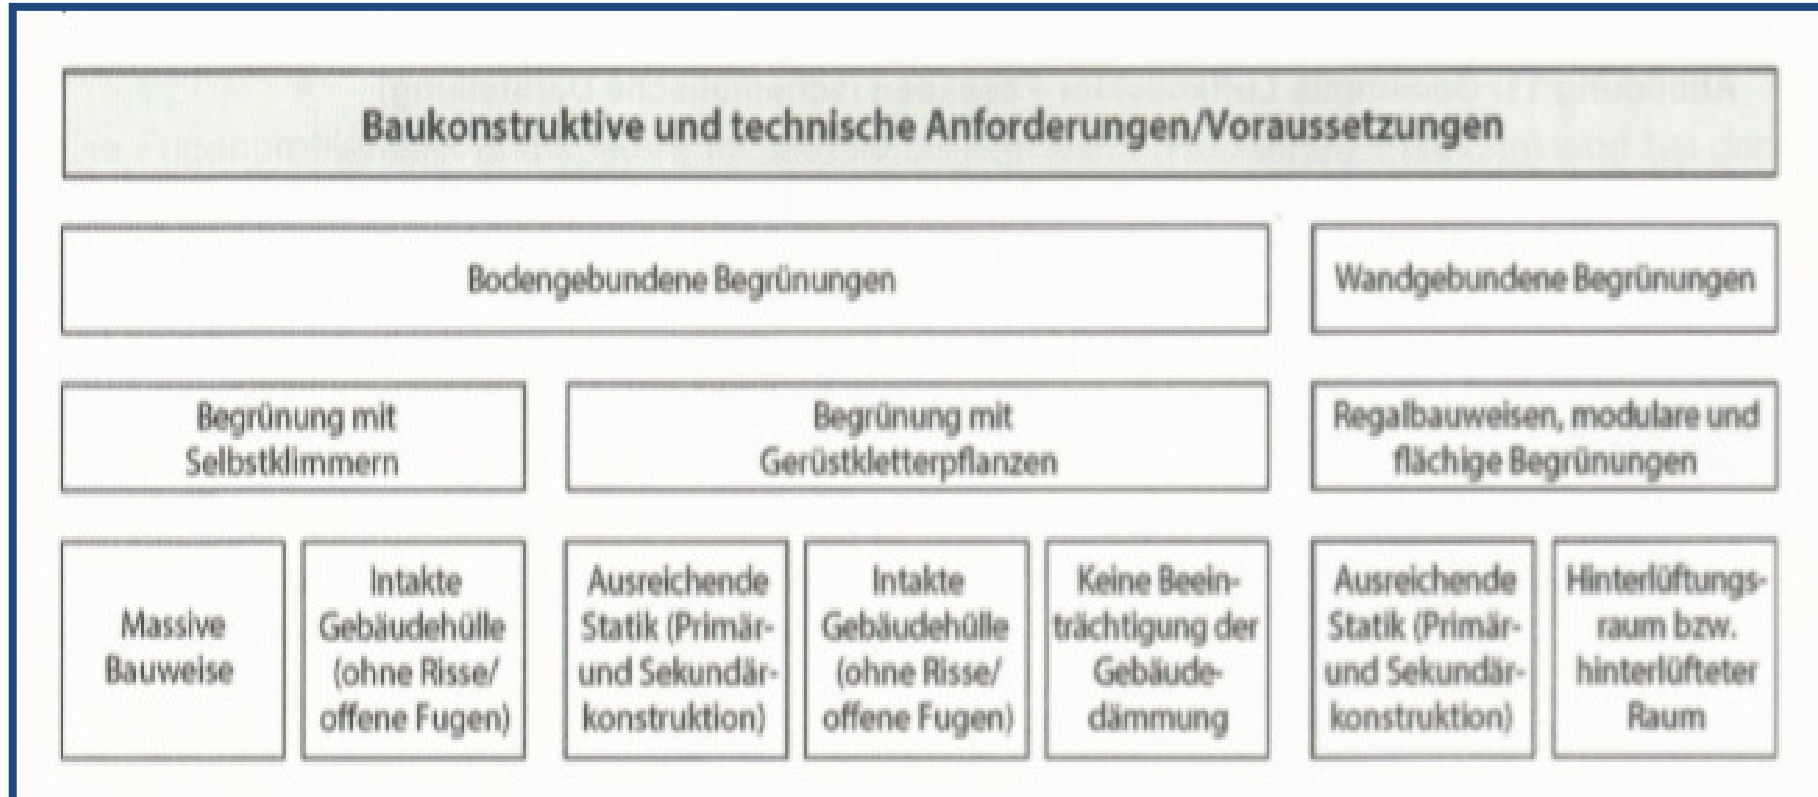 Baukonstruktive und technische Anforderungen/Voraussetzungen
Bodengebundene Begrünungen
Wandgebundene Begrünungen
Begrünung mit
Selbstklimmern
Begrünung mit
Gerüstkletterpflanzen
Regalbauweisen, modulare und
flächige Begrünungen
Massive
Bauweise
Intakte
Gebäudehülle
(ohne Risse/
offene Fugen)
Ausreichende
Statik (Primär-
und Sekundär-
konstruktion)
Intakte
Gebäudehülle
(ohne Risse/
offene Fugen)
Keine Beein-
trächtigung der
Gebäude-
dämmung
Ausreichende
Statik (Primär-
und Sekundär-
konstruktion)
Hinterlüftungs-
raum bzw.
hinterlüfteter
Raum